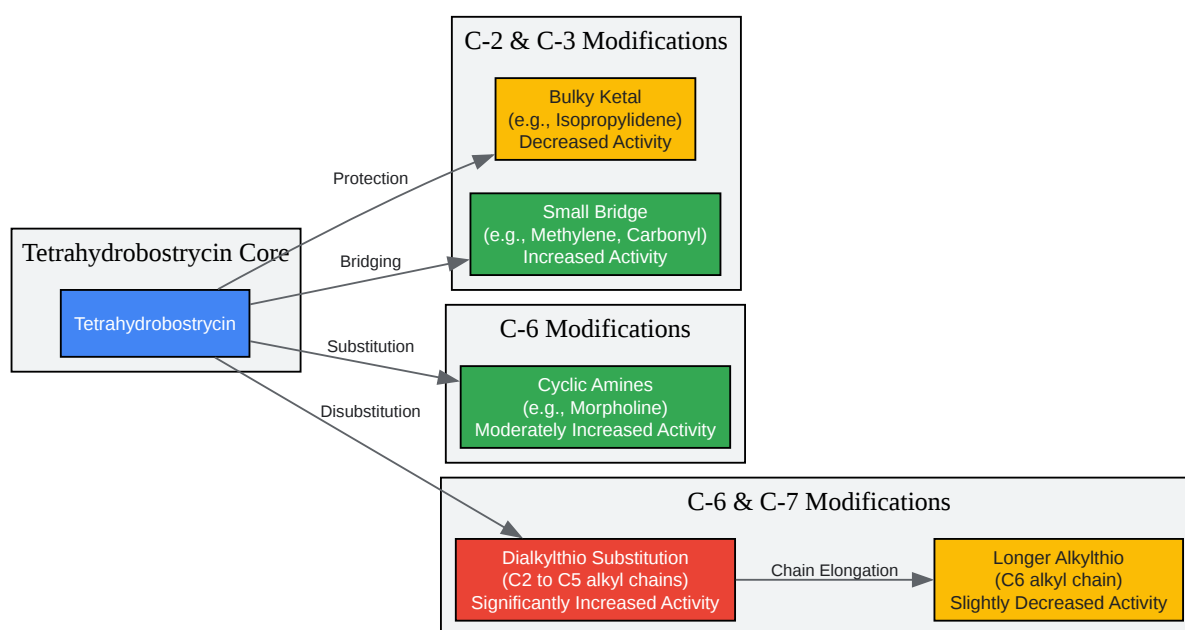 C-2 & C-3 Modifications
Bulky Ketal
(e.g., Isopropylidene)
Decreased Activity
Protection
Small Bridge
(e.g., Methylene, Carbonyl)
Increased Activity
Tetrahydrobostrycin Core
Bridging
Tetrahydrobostrycin
C-6 Modifications
Substitution
Cyclic Amines
(e.g., Morpholine)
Moderately Increased Activity
Disubstitution
C-6 & C-7 Modifications
Dialkylthio Substitution
(C2 to C5 alkyl chains)
Significantly Increased Activity
Chain Elongation
Longer Alkylthio
(C6 alkyl chain)
Slightly Decreased Activity